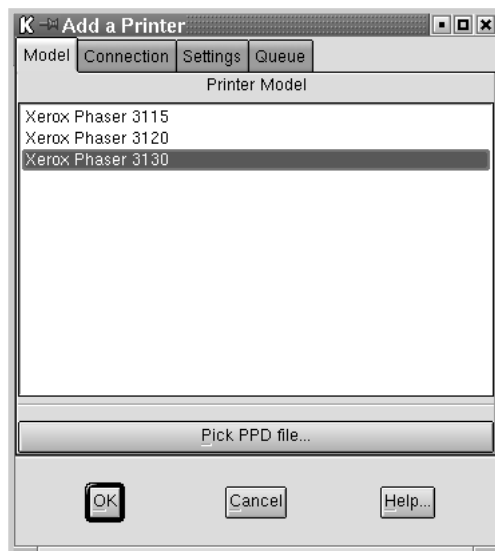 K Add a Printer
Model Connection Settings Queue
Printer Model
Xerox Phaser 3115
Xerox Phaser 3120
Xerox Phaser 3130
Pick PPD file...
OK Cancel Help...